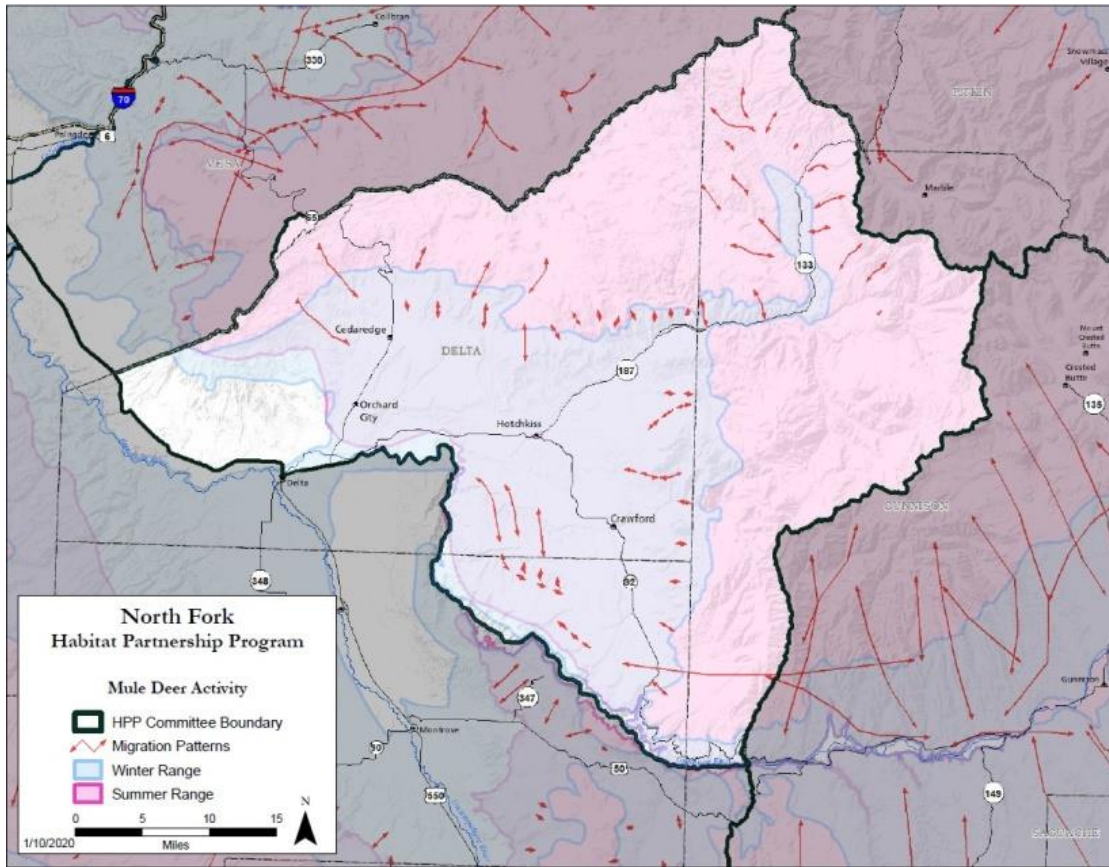 Collbran
330
Snowmass
Village
70
6
PITKIN
MESA
65
Marble
133
Mount
Crested
Butte
Crested
Butte
135
Cedaredge
DELTA
187
Orchard
City
Hotchkiss
Delta
GUNNISON
Crawford
348
92
North Fork
Habitat Partnership Program
Mule Deer Activity
HPP Committee Boundary
Migration Patterns
Winter Range
Summer Range
0 5 10 15
Miles
N
1/10/2020
347
Gunnison
Montrose
50
50
550
149
SAGUACHE